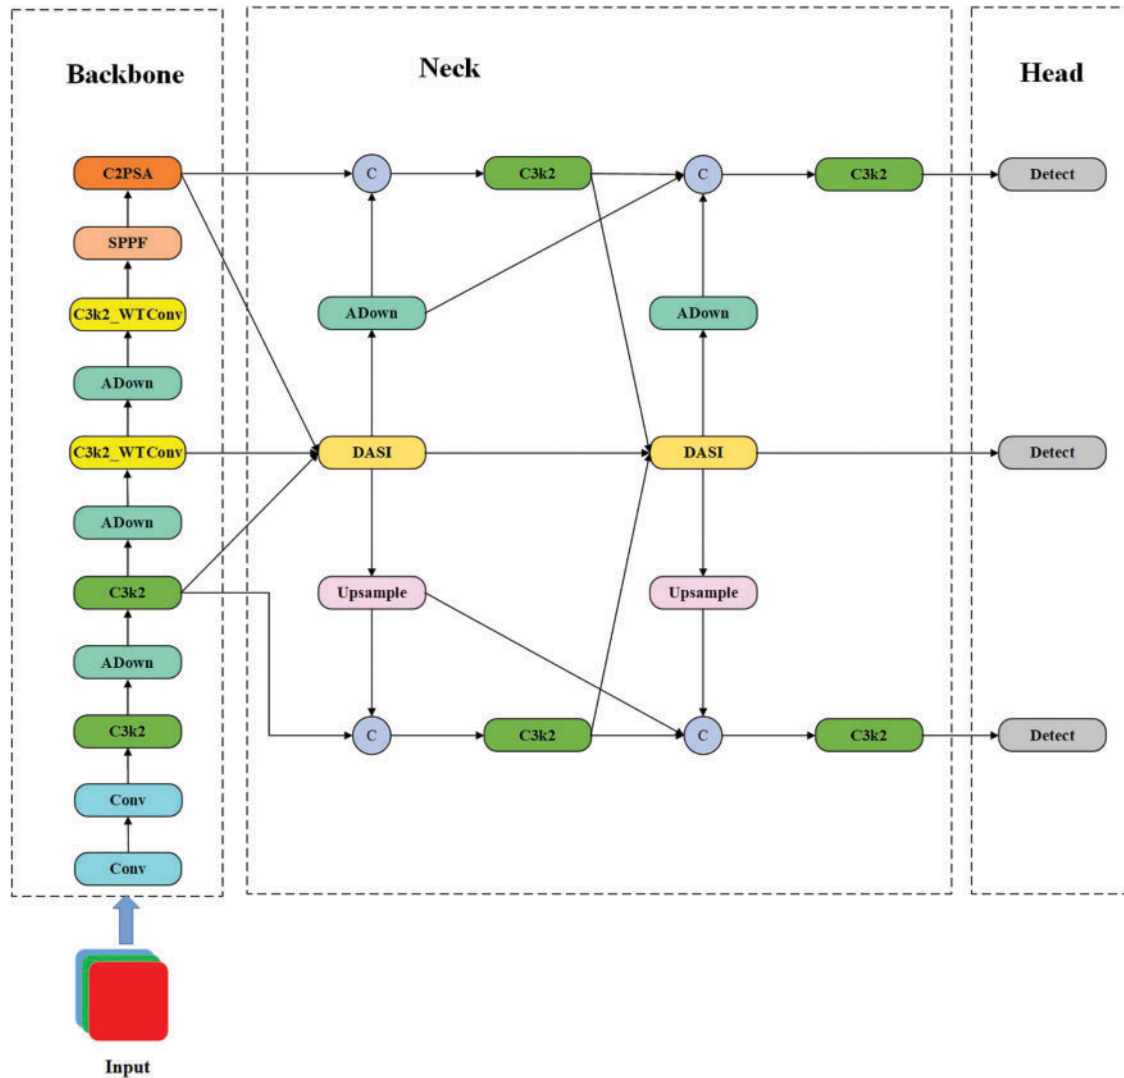 Backbone
Neck
Head
C2PSA
C
C3k2
C
C3k2
Detect
SPPF
C3k2_WTConv
ADown
ADown
ADown
C3k2_WTConv
DASI
DASI
Detect
ADown
C3k2
Upsample
Upsample
ADown
C3k2
C
C3k2
C
C3k2
Detect
Conv
Conv
Input